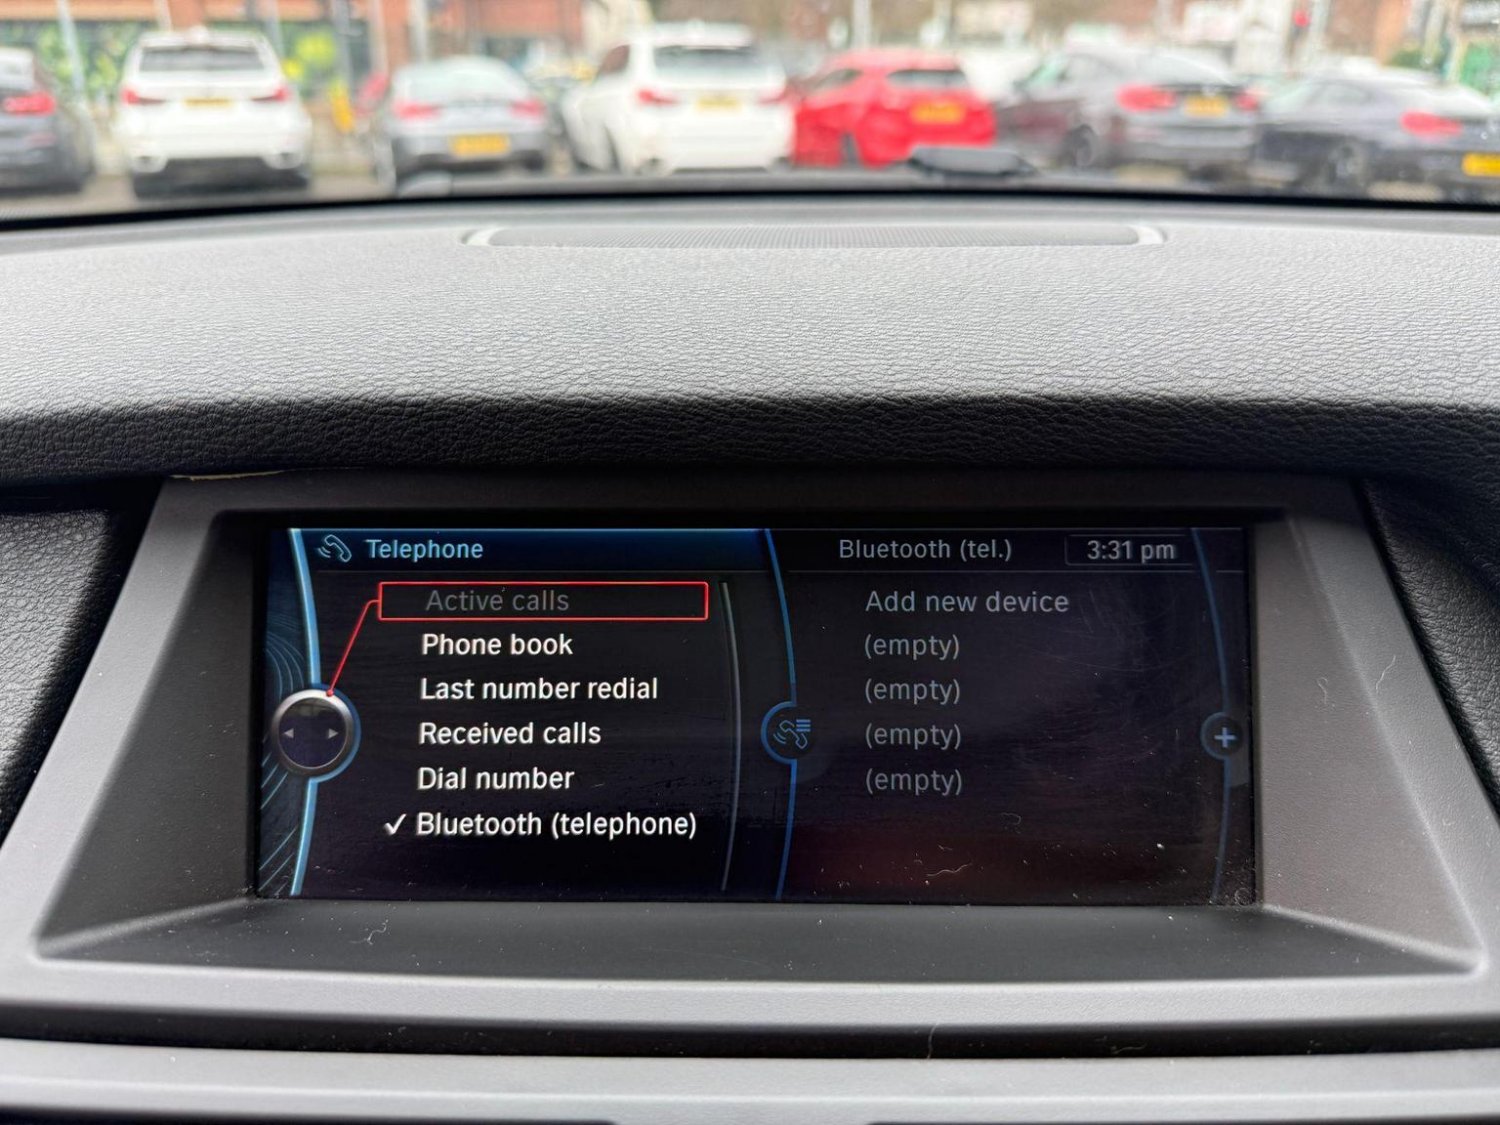 Telephone
Active calls
Phone book
Last number redial
Received calls
Dial number
✓ Bluetooth (telephone)
Bluetooth (tel.)
3:31 pm
Add new device
(empty)
(empty)
(empty)
(empty)